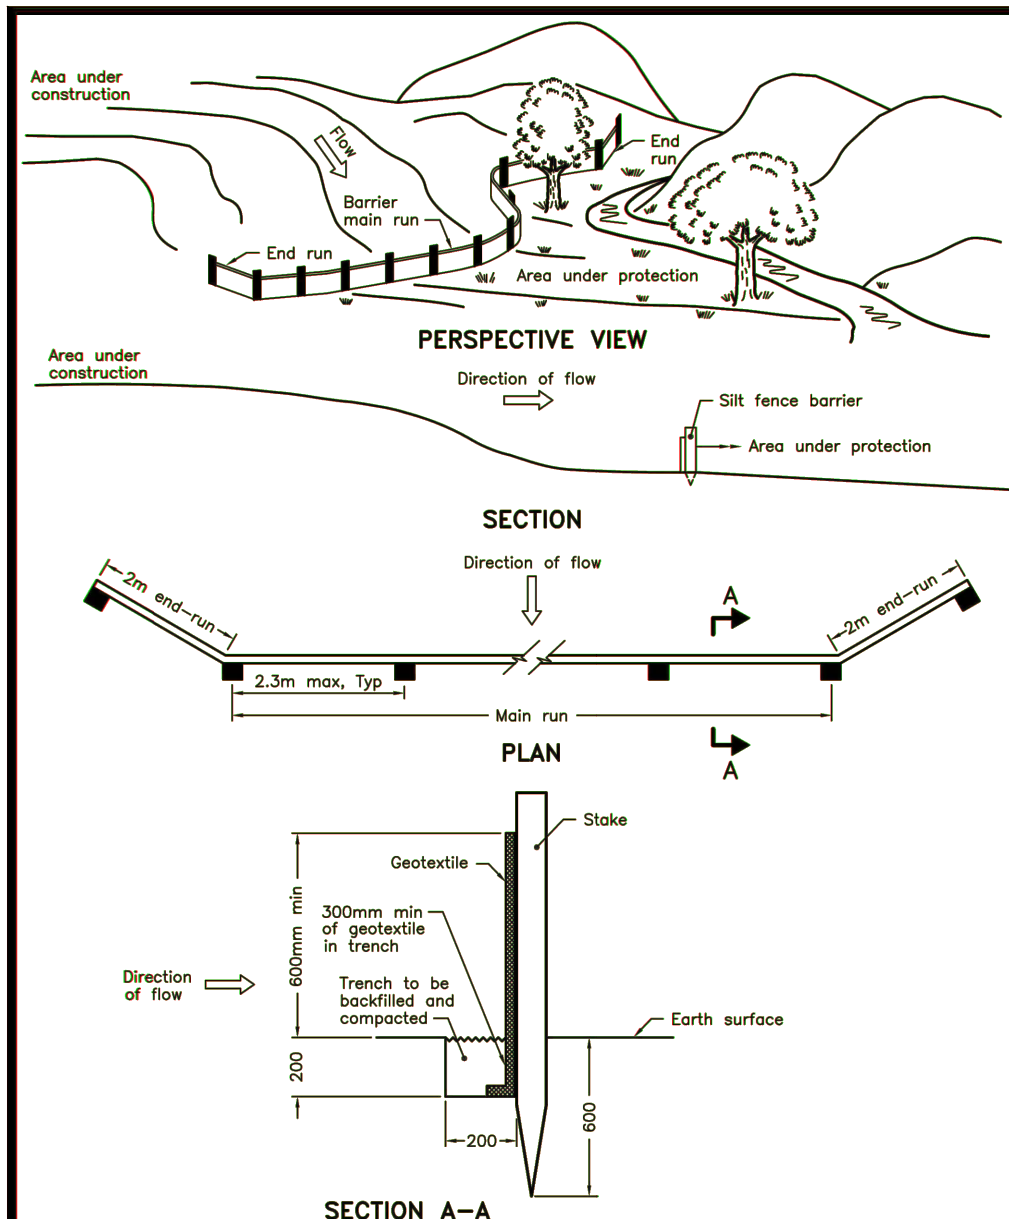 Area under
construction
Flow
End
run
Barrier
main run
End run
Area under protection
PERSPECTIVE VIEW
Area under
construction
Direction of flow
Silt fence barrier
Area under protection
SECTION
Direction of flow
2m end-run
A
2m end-run
2.3m max, Typ
Main run
A
PLAN
Stake
Geotextile
600mm min
300mm min
of geotextile
in trench
Direction
of flow
Trench to be
backfilled and
compacted
Earth surface
200
600
200
SECTION A-A